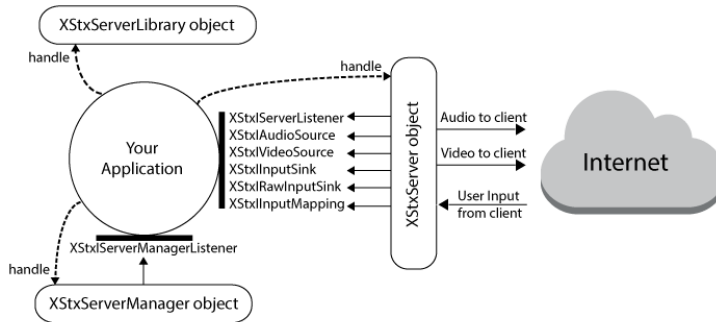 XStxServerLibrary object
handle
handle
Your
Application
XStxIServerListener
XStxIAudioSource
XStxIVideoSource
XStxIInputSink
XStxIRawInputSink
XStxIInputMapping
XStxServer object
Audio to client
Video to client
User Input
from client
Internet
XStxIServerManagerListener
handle
XStxServerManager object